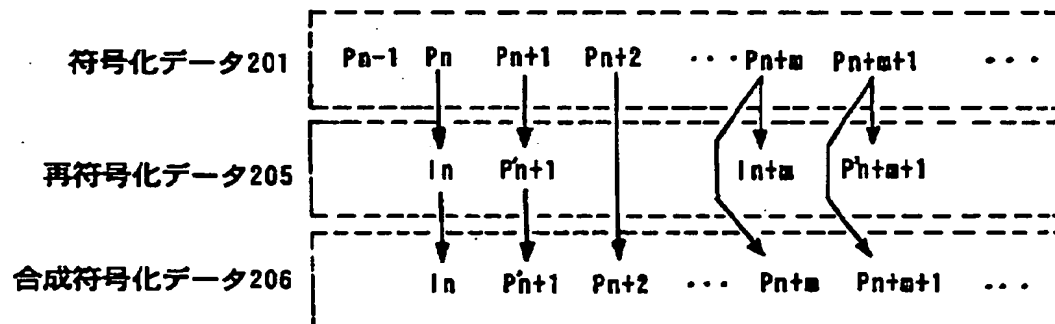 符号化データ201 Pn-1 Pn Pn+1 Pn+2 ··· Pn+m Pn+m+1 ···
再符号化データ205 In P'n+1 In+m P'n+m+1
合成符号化データ206 In P'n+1 Pn+2 ··· Pn+m Pn+m+1 ···